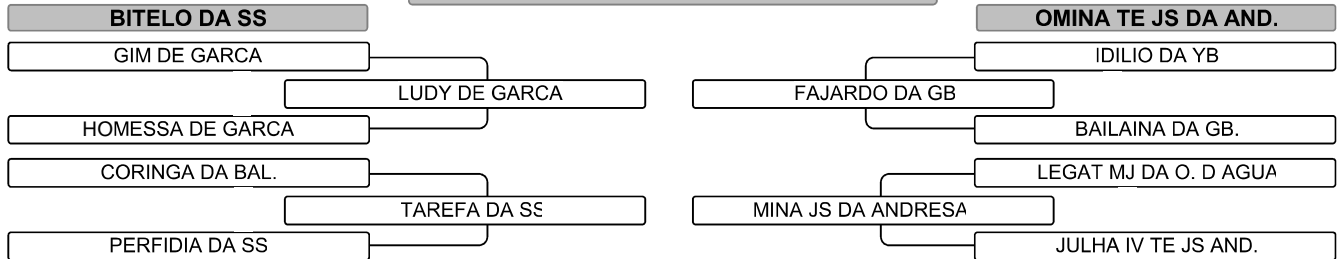 BITELO DA SS
OMINA TE JS DA AND.
GIM DE GARCA
IDILIO DA YB
LUDY DE GARCA
FAJARDO DA GB
HOMESSA DE GARCA
BAILAINA DA GB.
CORINGA DA BAL.
LEGAT MJ DA O. D AGUA
TAREFA DA SS
MINA JS DA ANDRESA
PERFIDIA DA SS
JULHA IV TE JS AND.